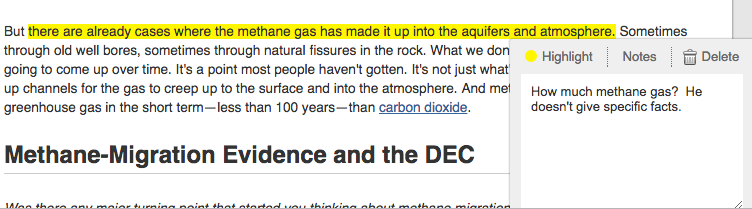 But there are already cases where the methane gas has made it up into the aquifers and atmosphere. Sometimes
through old well bores, sometimes through natural fissures in the rock. What we don
going to come up over time. It's a point most people haven't gotten. It's not just what'
up channels for the gas to creep up to the surface and into the atmosphere. And met
greenhouse gas in the short term—less than 100 years—than carbon dioxide.
Highlight Notes Delete
How much methane gas? He
doesn't give specific facts.
Methane-Migration Evidence and the DEC
Was there any major turning point that started you thinking about methane migration